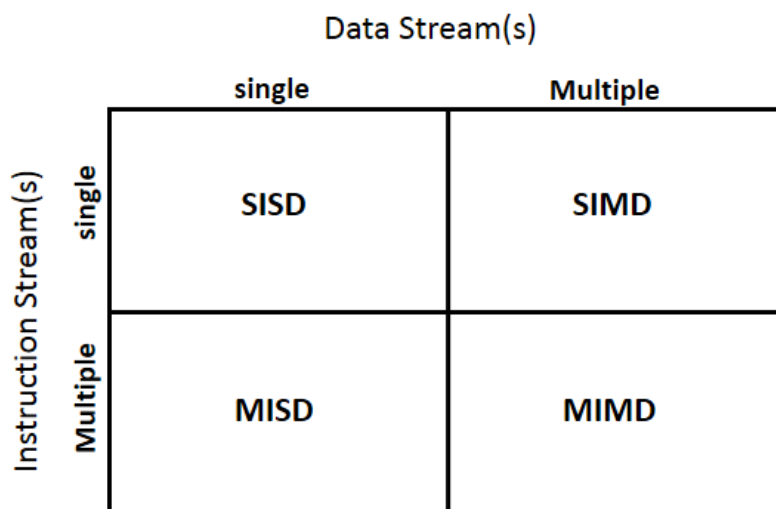 Data Stream(s)
single Multiple
Instruction Stream(s)
single
SISD SIMD
Multiple
MISD MIMD